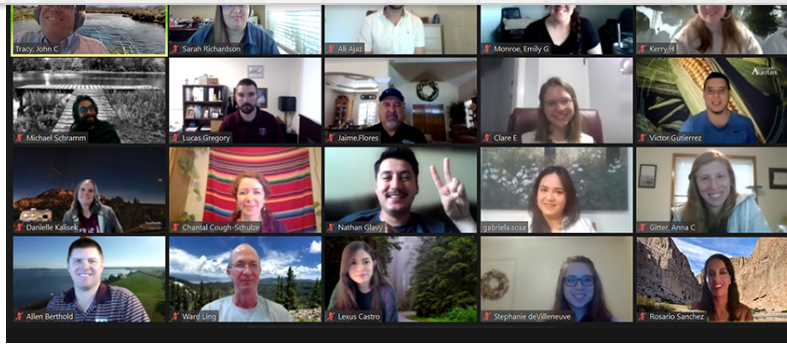 Tracy, John C
Sarah Richardson
Ali Ajaz
Monroe, Emily G
Kerry H
Michael Schramm
Lucas Gregory
Jaime.Flores
Clare E
Victor Gutierrez
Danielle Kalisek
Chantal Cough-Schulze
Nathan Glavy
gabriela.sosa
Gitter, Anna C
Allen Berthold
Ward Ling
Lexus Castro
Stephanie deVilleneuve
Rosario Sanchez